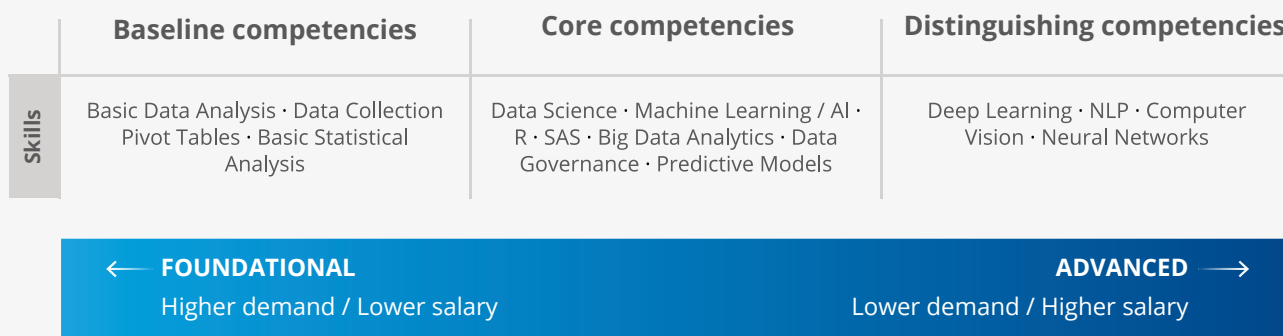 Baseline competencies
Core competencies
Distinguishing competencies
Skills
Basic Data Analysis · Data Collection
Pivot Tables · Basic Statistical
Analysis
Data Science · Machine Learning / AI ·
R · SAS · Big Data Analytics · Data
Governance · Predictive Models
Deep Learning · NLP · Computer
Vision · Neural Networks
← FOUNDATIONAL
Higher demand / Lower salary
ADVANCED →
Lower demand / Higher salary